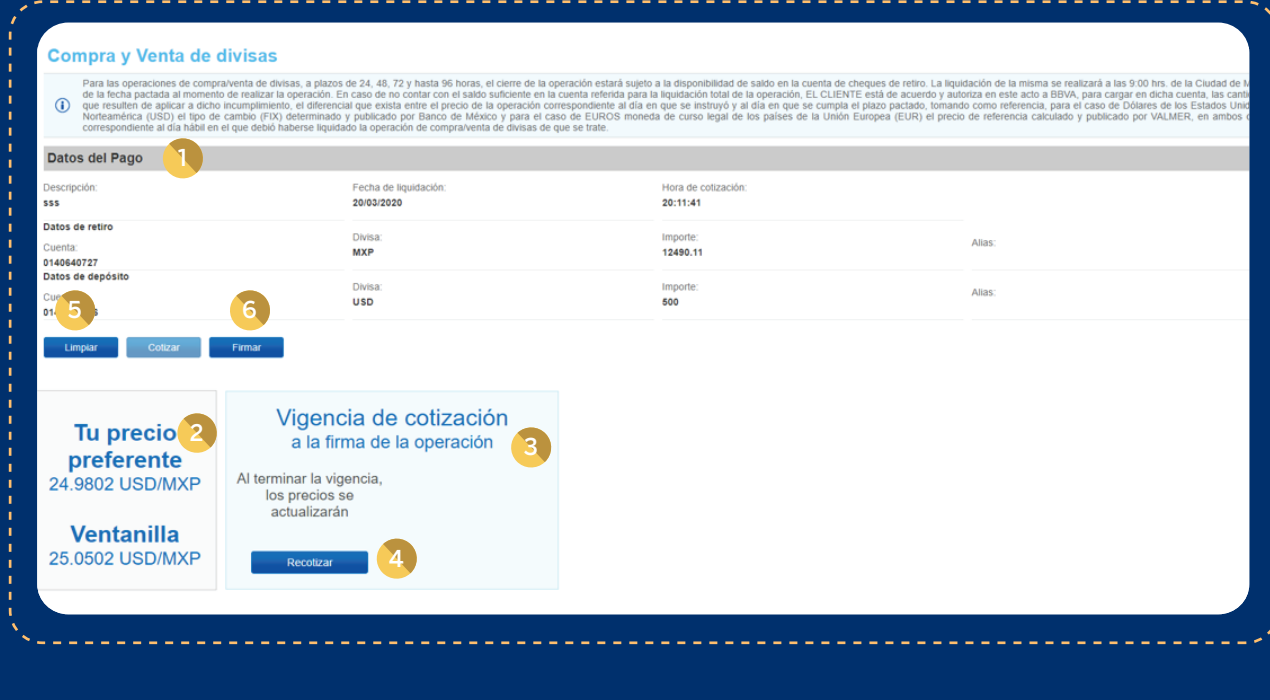 Compra y Venta de divisas
Para las operaciones de compra/venta de divisas, a plazos de 24, 48, 72 y hasta 96 horas, el cierre de la operación estará sujeto a la disponibilidad de saldo en la cuenta de cheques de retiro. La liquidación de la misma se realizará a las 9:00 hrs. de la Ciudad de
de la fecha pactada al momento de realizar la operación. En caso de no contar con el saldo suficiente en la cuenta referida para la liquidación total de la operación, EL CLIENTE está de acuerdo y autoriza en este acto a BBVA, para cargar en dicha cuenta, las
que resulten de aplicar a dicho incumplimiento, el diferencial que exista entre el precio de la operación correspondiente al día en que se instruyó y al día en que se cumpla el plazo pactado, tomando como referencia, para el caso de Dólares de los Estados
Norteamérica (USD) el tipo de cambio (FIX) determinado y publicado por Banco de México y para el caso de EUROS moneda de curso legal de los países de la Unión Europea (EUR) el precio de referencia calculado y publicado por VALMER, en ambos
correspondiente al día hábil en el que debió haberse liquidado la operación de compra/venta de divisas de que se trate.
Datos del Pago 1
Descripción: Fecha de liquidación: Hora de cotización:
sss 20/03/2020 20:11:41
Datos de retiro
Cuenta: Divisa: Importe: Alias:
0140640727 MXP 12490.11
Datos de depósito
Divisa: Importe: Alias:
USD 500
5 6
Limpiar Cotizar Firmar
Tu precio 2
preferente
24.9802 USD/MXP
Ventanilla
25.0502 USD/MXP
Vigencia de cotización
a la firma de la operación 3
Al terminar la vigencia,
los precios se
actualizarán
Recotizar 4